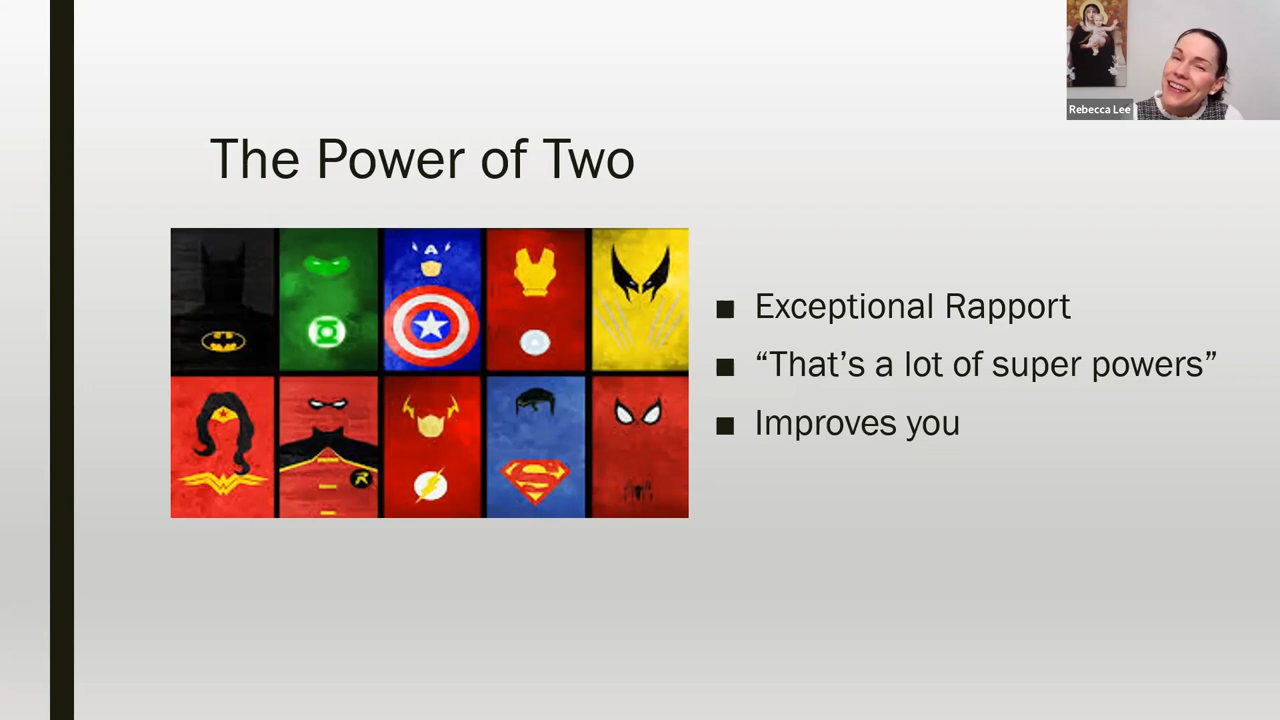 Rebecca Lee
The Power of Two
A
R
■ Exceptional Rapport
■ “That’s a lot of super powers”
■ Improves you